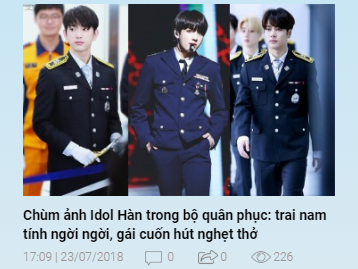 Chùm ảnh Idol Hàn trong bộ quân phục: trai nam
tính ngời ngời, gái cuốn hút nghẹt thở
17:09 | 23/07/2018 0 0 226